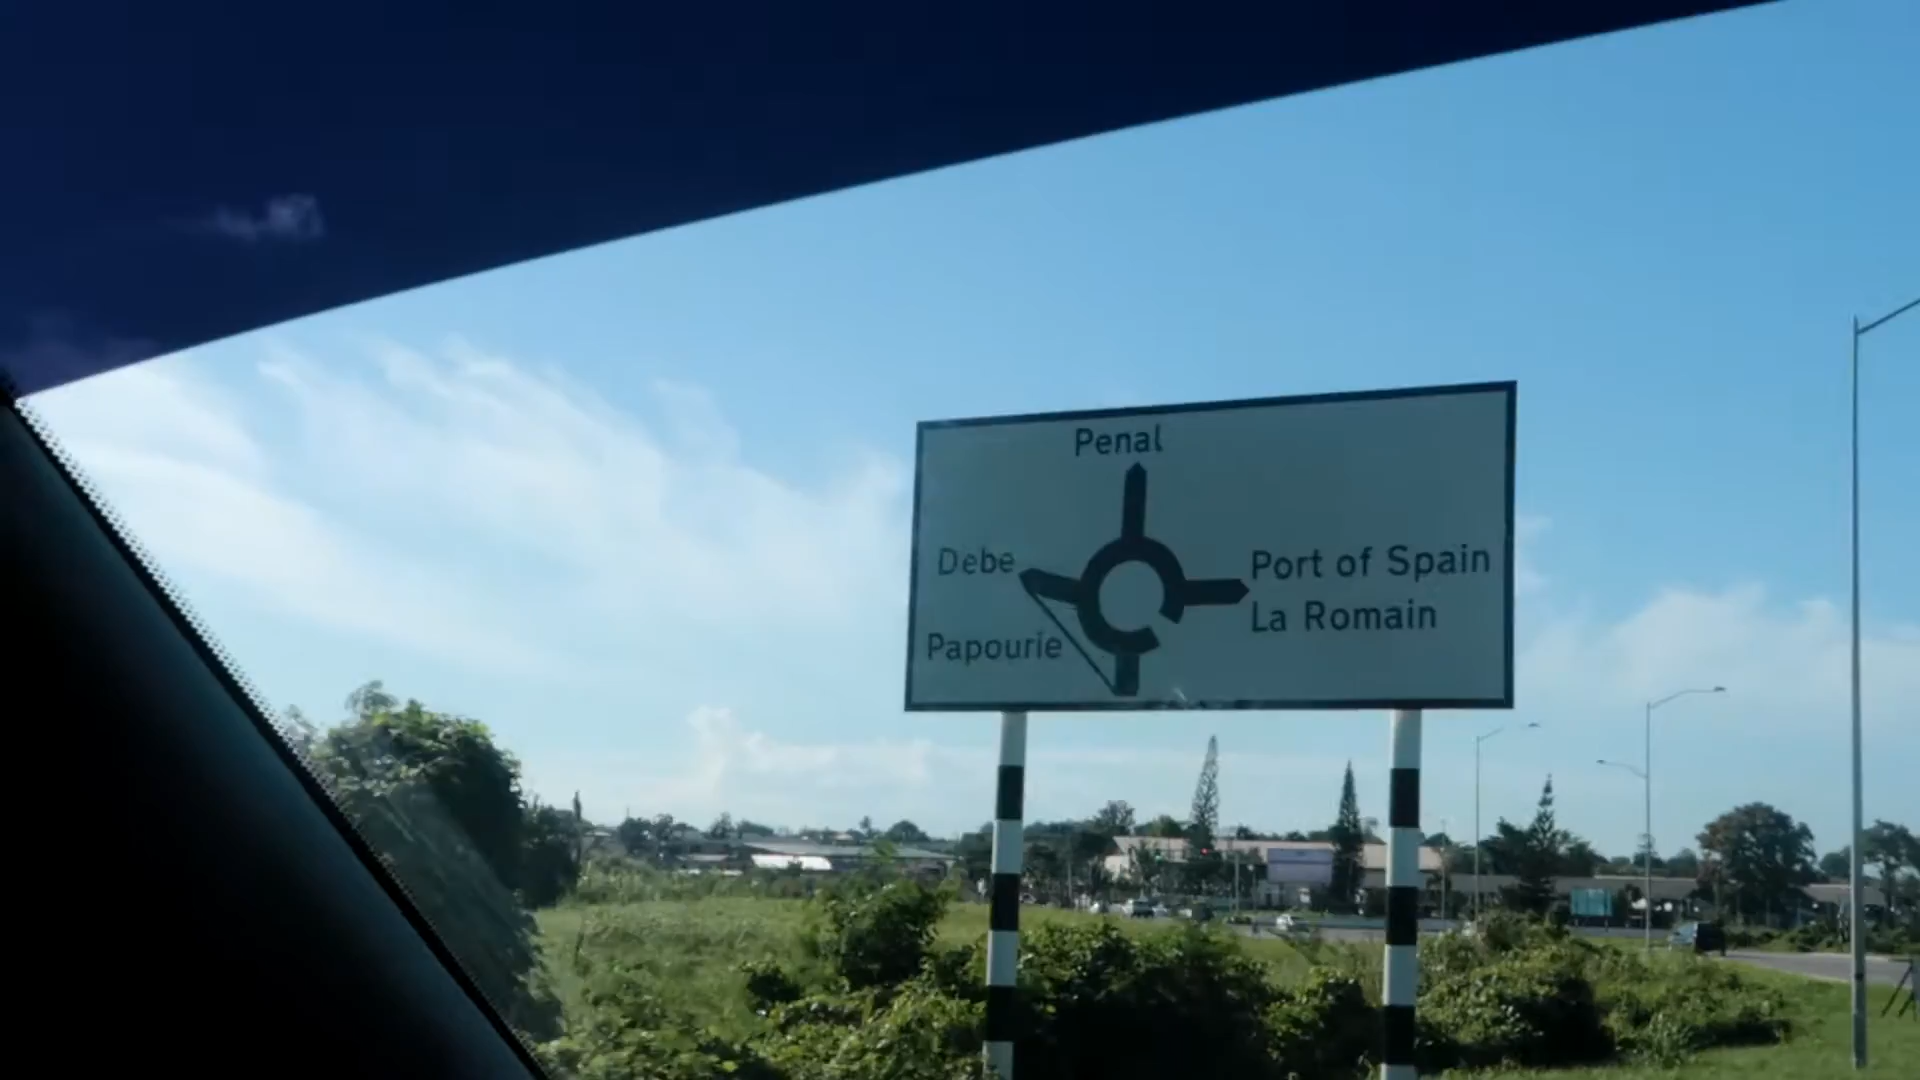 Penal
Debe
Port of Spain
La Romain
Papourie